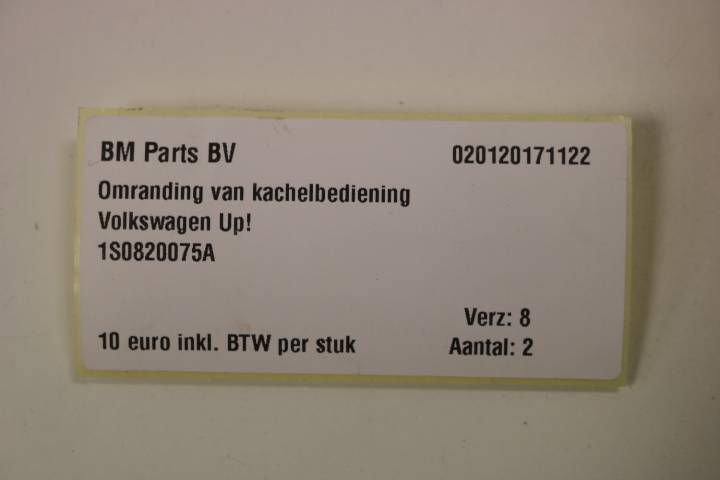 BM Parts BV 020120171122
Omranding van kachelbediening
Volkswagen Up!
1S0820075A
Verz: 8
10 euro inkl. BTW per stuk Aantal: 2